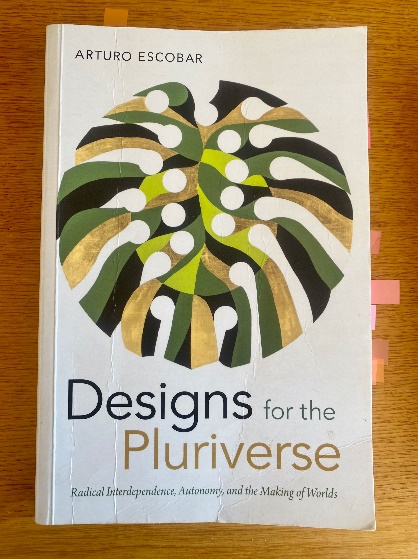 ARTURO ESCOBAR
Designs for the
Pluriverse
Radical Interdependence, Autonomy, and the Making of Worlds